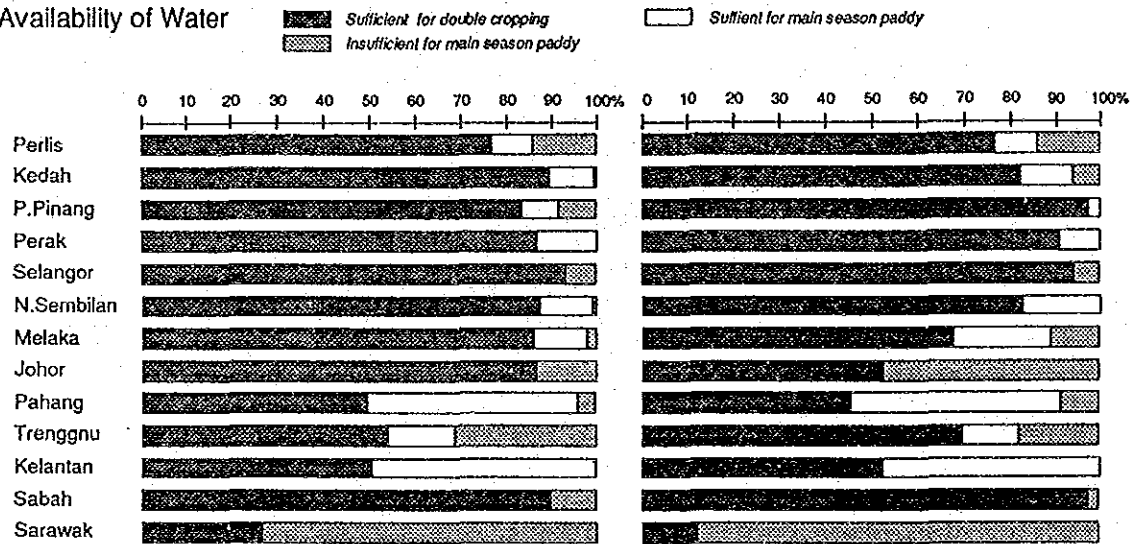 Availability of Water
Sufficient for double cropping
Suffient for main season paddy
Insufficient for main season paddy
0 10 20 30 40 50 60 70 80 90 100%
0 10 20 30 40 50 60 70 80 90 100%
Perlis
Kedah
P.Pinang
Perak
Selangor
N.Sembilan
Melaka
Johor
Pahang
Trenggnu
Kelantan
Sabah
Sarawak